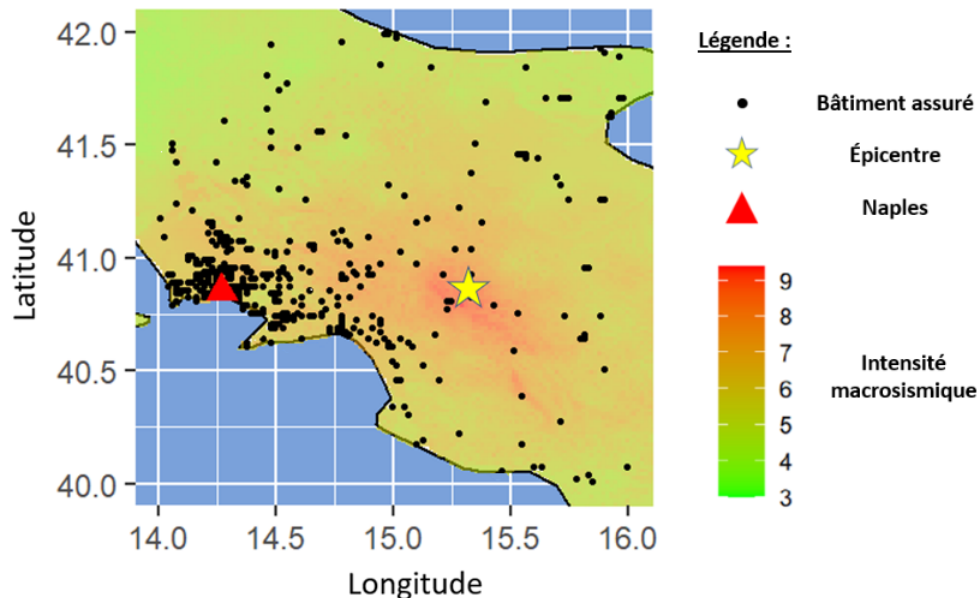 Légende :
Bâtiment assuré
Épicentre
Naples
Intensité
macrosismique
9
8
7
6
5
4
3
Latitude
42.0
41.5
41.0
40.5
40.0
14.0 14.5 15.0 15.5 16.0
Longitude